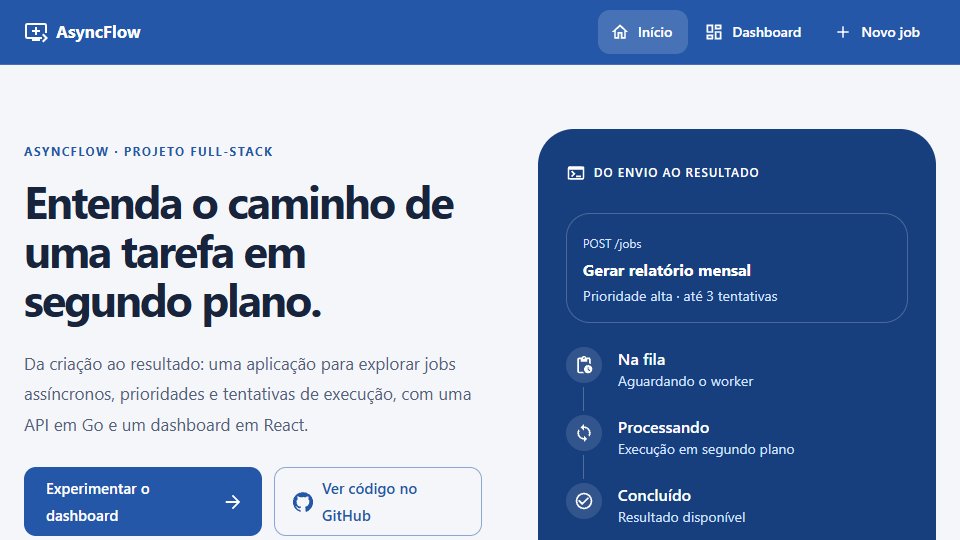 AsyncFlow
Início
Dashboard
Novo job
ASYNCFLOW · PROJETO FULL-STACK
Entenda o caminho de
uma tarefa em
segundo plano.
Da criação ao resultado: uma aplicação para explorar jobs
assíncronos, prioridades e tentativas de execução, com uma
API em Go e um dashboard em React.
Experimentar o
dashboard
Ver código no
GitHub
DO ENVIO AO RESULTADO
POST /jobs
Gerar relatório mensal
Prioridade alta · até 3 tentativas
Na fila
Aguardando o worker
Processando
Execução em segundo plano
Concluído
Resultado disponível